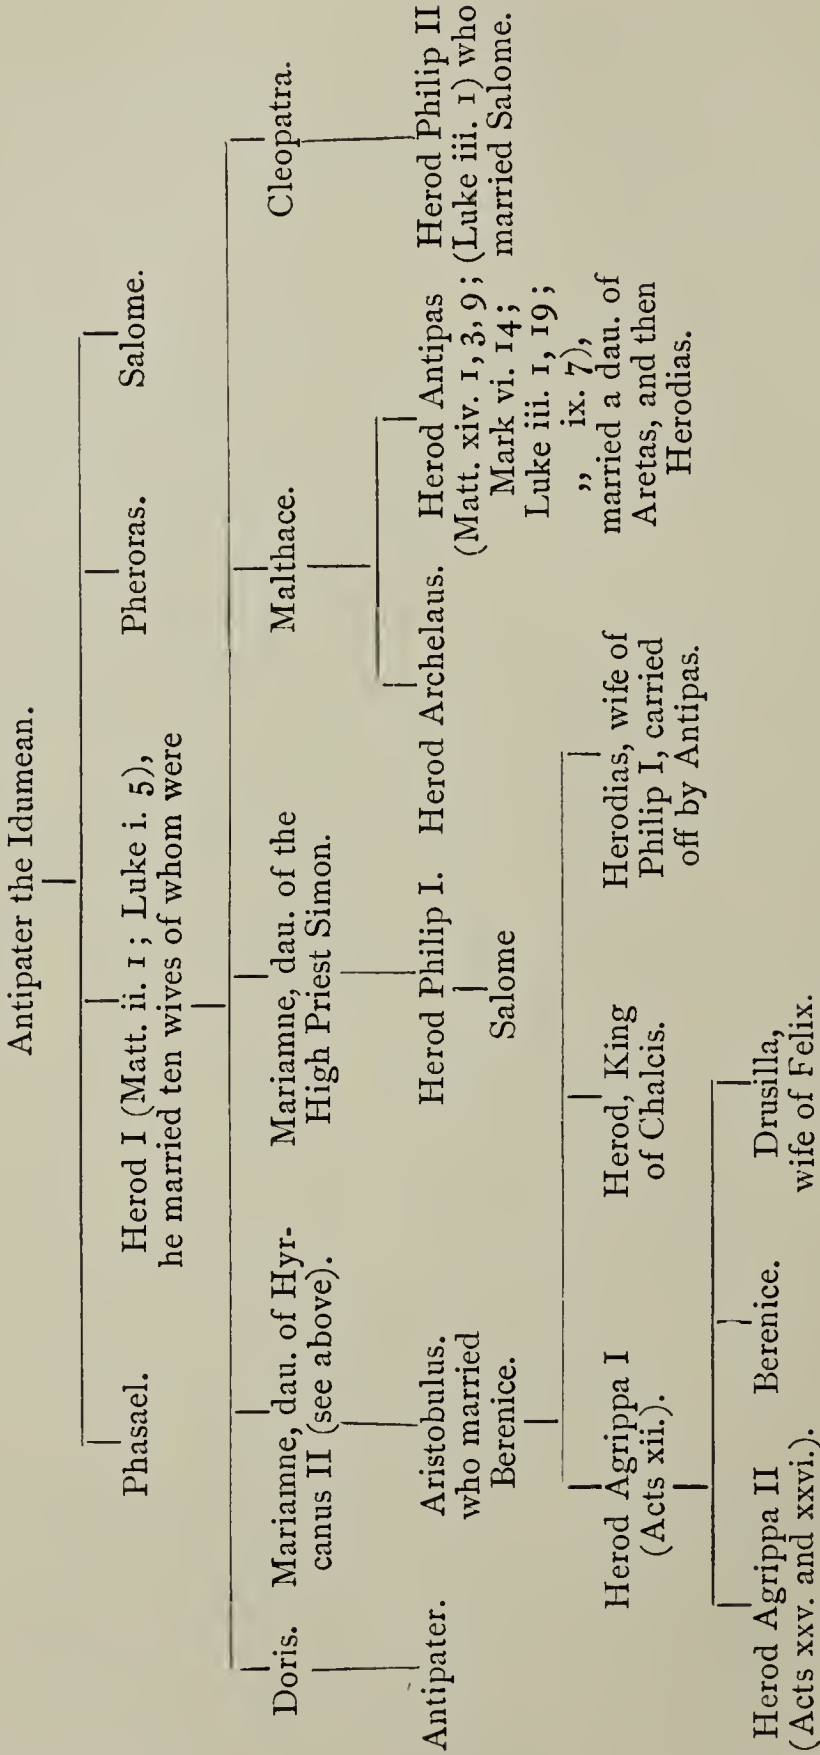 Antipater the Idumean.
Phasael.
Herod I (Matt. ii. 1 ; Luke i. 5),
he married ten wives of whom were
Pheroras.
Salome.
Doris.
Mariamne, dau. of Hyr-
canus II (see above).
Mariamne, dau. of the
High Priest Simon.
Malthace.
Cleopatra.
Antipater.
Aristobulus.
who married
Berenice.
Herod Philip I.
Salome
Herod Archelaus.
Herod Antipas
(Matt. xiv. 1, 3, 9 ;
Mark vi. 14 ;
Luke iii. 1, 19 ;
„ ix. 7),
married a dau. of
Aretas, and then
Herodias.
Herod Philip II
(Luke iii. 1) who
married Salome.
Herod Agrippa I
(Acts xii.).
Herod, King
of Chalcis.
Herodias, wife of
Philip I, carried
off by Antipas.
Herod Agrippa II
(Acts xxv. and xxvi.).
Berenice.
Drusilla,
wife of Felix.